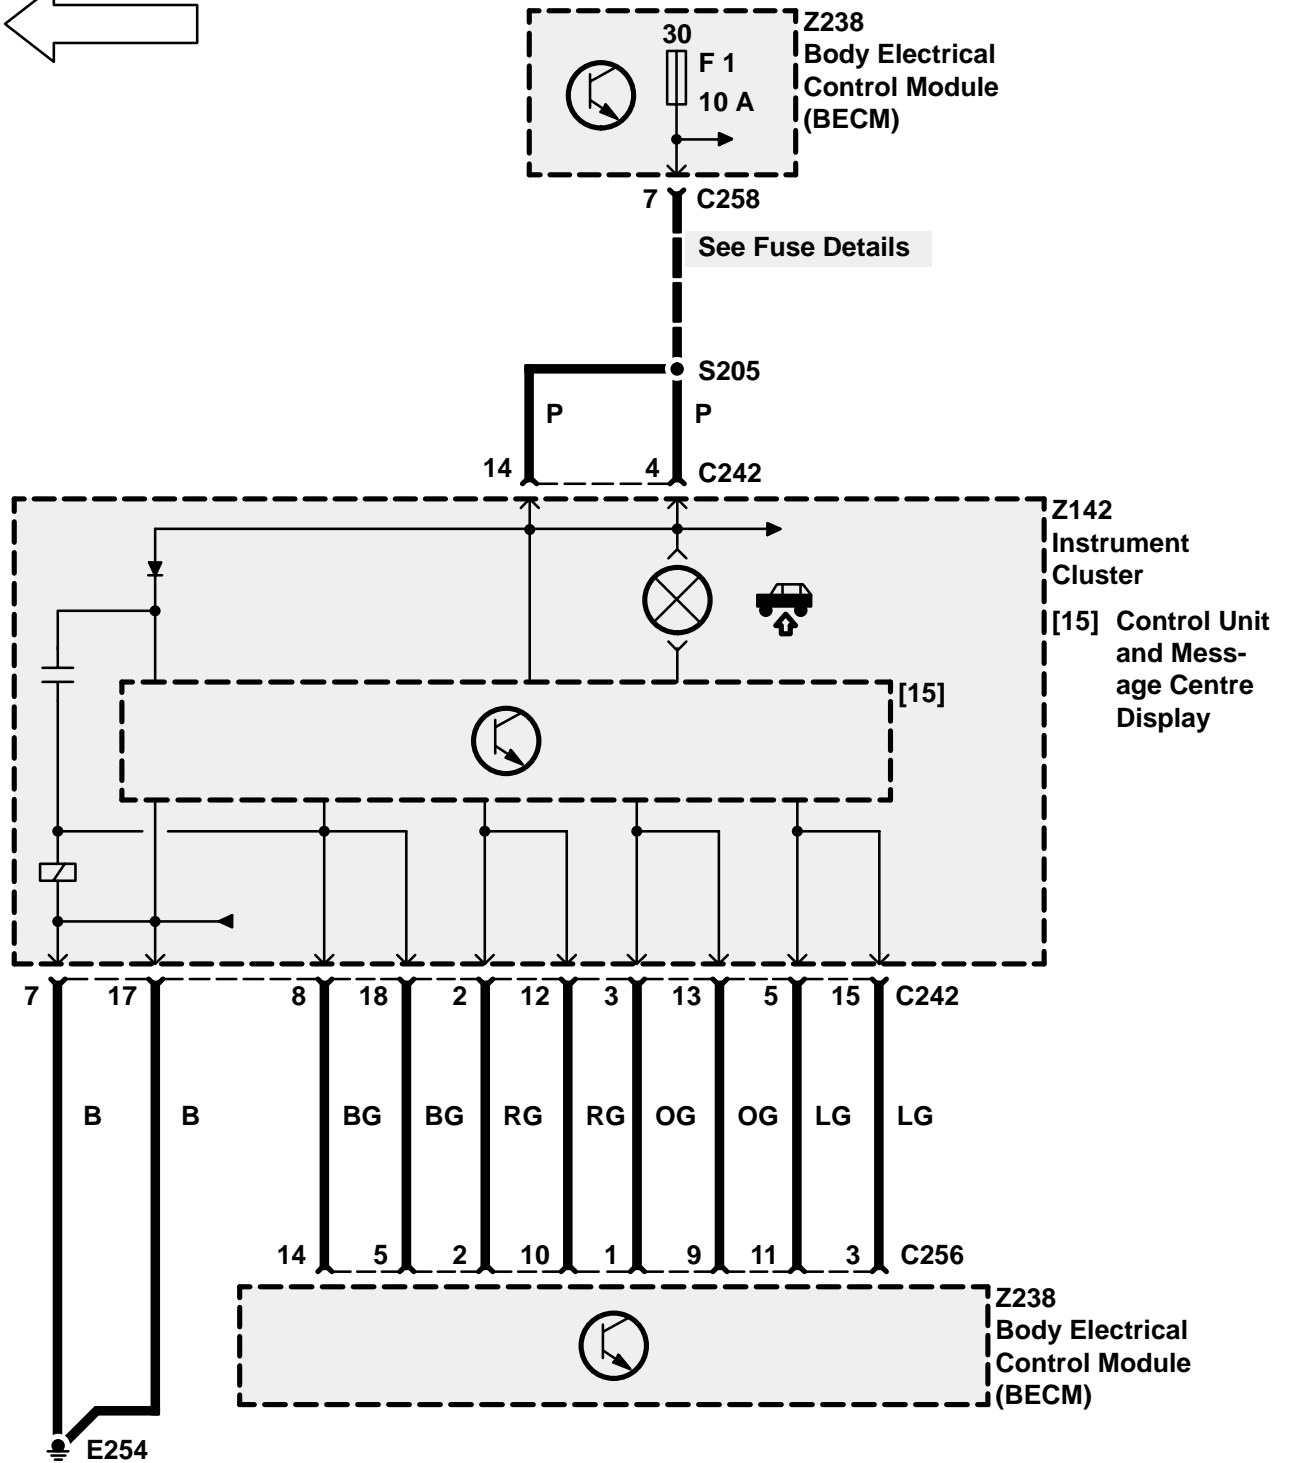 Z238
30
Body Electrical
F 1
Control Module
10 A
(BECM)
7 C258
See Fuse Details
S205
P P
14 4 C242
Z142
Instrument
Cluster
[15] Control Unit
and Mess-
age Centre
Display
[15]
7 17 8 18 2 12 3 13 5 15 C242
B B BG BG RG RG OG OG LG LG
14 5 2 10 1 9 11 3 C256
Z238
Body Electrical
Control Module
(BECM)
E254